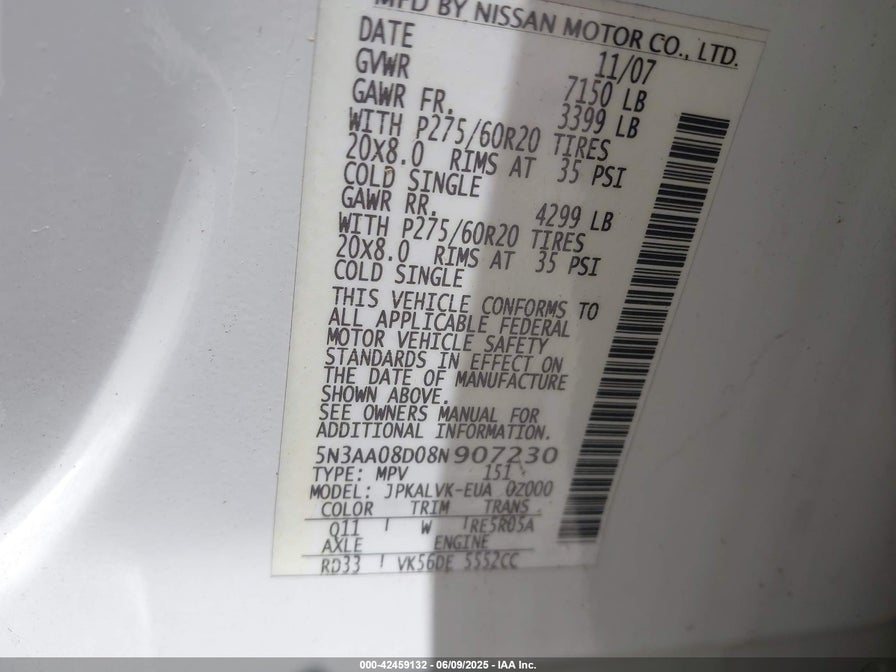 MFD BY NISSAN MOTOR CO., LTD.
DATE 11/07
GVWR 7150 LB
GAWR FR. 3399 LB
WITH P275/60R20 TIRES
20X8.0 RIMS AT 35 PSI
COLD SINGLE
GAWR RR. 4299 LB
WITH P275/60R20 TIRES
20X8.0 RIMS AT 35 PSI
COLD SINGLE
THIS VEHICLE CONFORMS TO
ALL APPLICABLE FEDERAL
MOTOR VEHICLE SAFETY
STANDARDS IN EFFECT ON
THE DATE OF MANUFACTURE
SHOWN ABOVE.
SEE OWNERS MANUAL FOR
ADDITIONAL INFORMATION.
5N3AA08D08N907230
TYPE: MPV 151
MODEL: JPKALVK-EUA 0Z000
COLOR TRIM TRANS.
Q11 W RE5R05A
AXLE ENGINE
RD33 VK56DE 5552CC
000-42459132 - 06/09/2025 - IAA Inc.